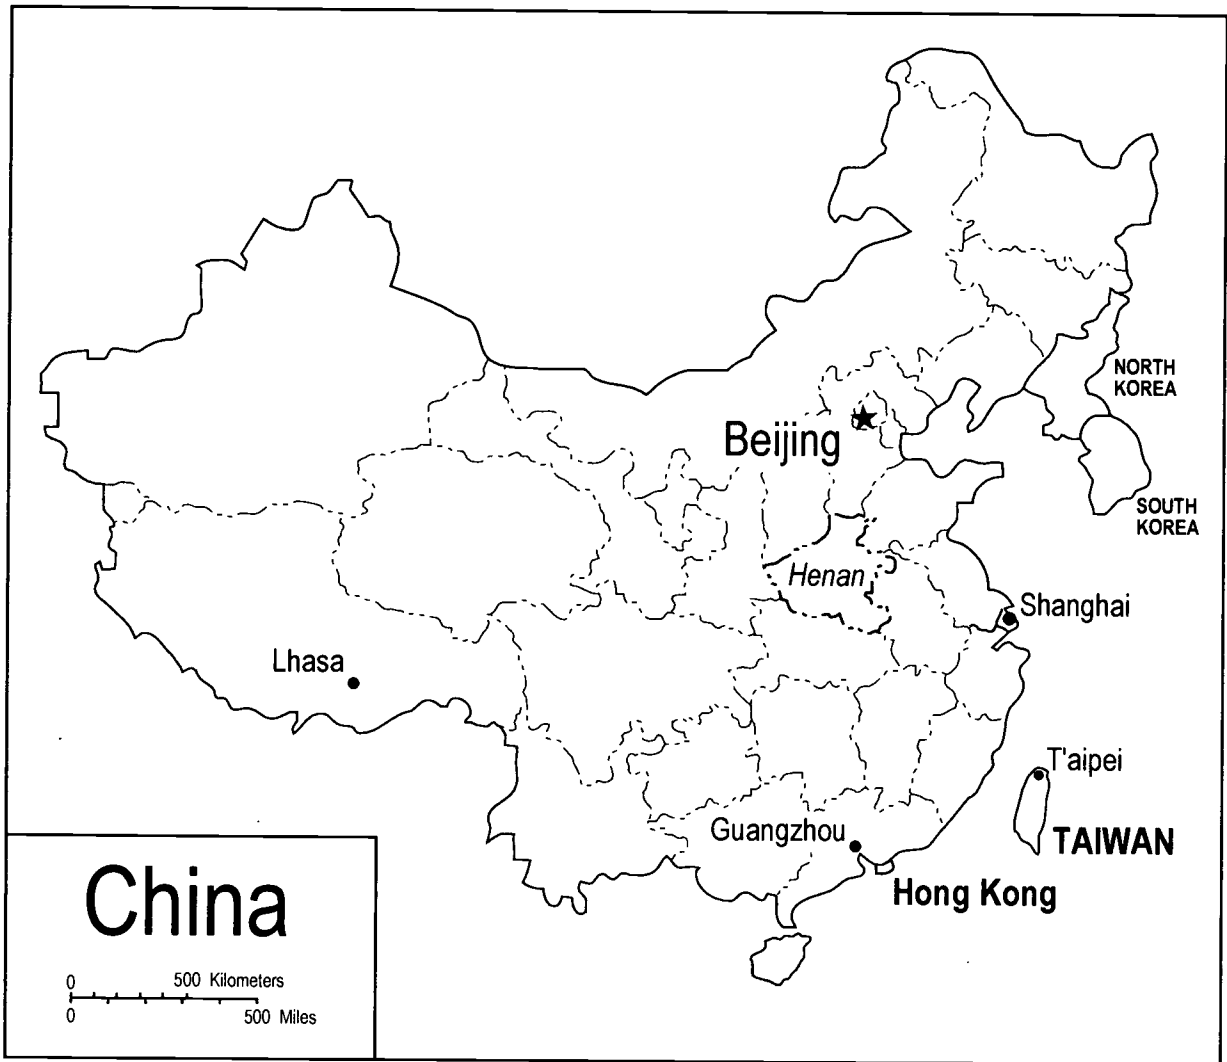 NORTH
KOREA
Beijing
SOUTH
KOREA
Henan
Shanghai
Lhasa
T'aipei
Guangzhou
TAIWAN
Hong Kong
China
0 500 Kilometers
0 500 Miles